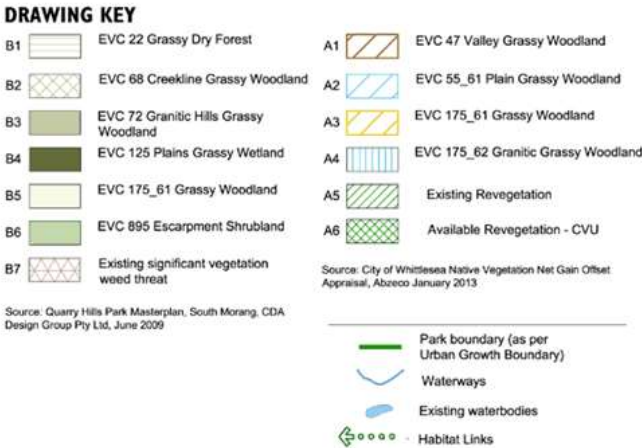 DRAWING KEY
B1 EVC 22 Grassy Dry Forest
B2 EVC 68 Creekline Grassy Woodland
B3 EVC 72 Granitic Hills Grassy
Woodland
B4 EVC 125 Plains Grassy Wetland
B5 EVC 175_61 Grassy Woodland
B6 EVC 895 Escarpment Shrubland
B7 Existing significant vegetation
weed threat
Source: Quarry Hills Park Masterplan, South Morang, CDA
Design Group Pty Ltd, June 2009
A1 EVC 47 Valley Grassy Woodland
A2 EVC 55_61 Plain Grassy Woodland
A3 EVC 175_61 Grassy Woodland
A4 EVC 175_62 Granitic Grassy Woodland
A5 Existing Revegetation
A6 Available Revegetation - CVU
Source: City of Whittlesea Native Vegetation Net Gain Offset
Appraisal, Abzeco January 2013
Park boundary (as per
Urban Growth Boundary)
Waterways
Existing waterbodies
Habitat Links